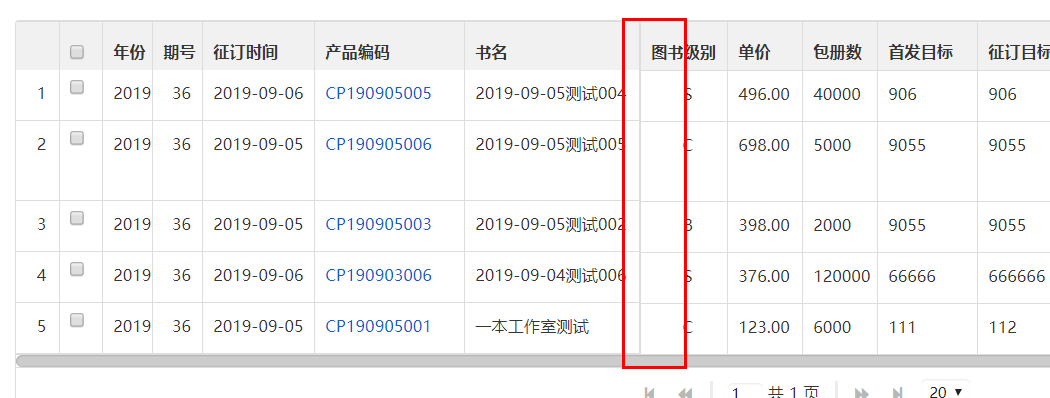 年份 期号 征订时间 产品编码 书名 图书级别 单价 包册数 首发目标 征订目标
1 2019 36 2019-09-06 CP190905005 2019-09-05测试004 S 496.00 40000 906 906
2 2019 36 2019-09-05 CP190905006 2019-09-05测试005 C 698.00 5000 9055 9055
3 2019 36 2019-09-05 CP190905003 2019-09-05测试002 B 398.00 2000 9055 9055
4 2019 36 2019-09-06 CP190903006 2019-09-04测试006 S 376.00 120000 66666 666666
5 2019 36 2019-09-05 CP190905001 一本工作室测试 C 123.00 6000 111 112
1 共 1 页 20